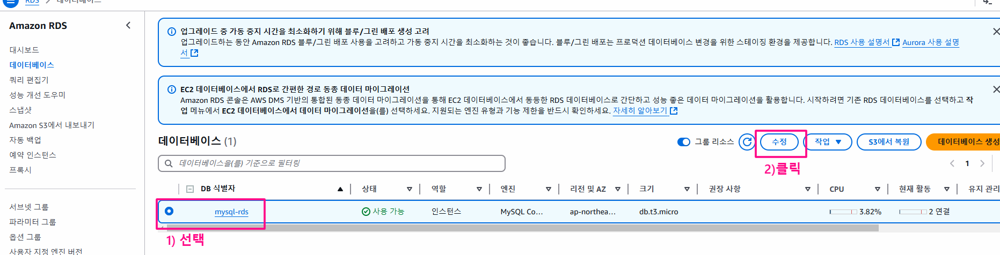 RDS 데이터베이스
Amazon RDS
대시보드
데이터베이스
쿼리 편집기
성능 개선 도우미
스냅샷
Amazon S3에서 내보내기
자동 백업
예약 인스턴스
프록시
서브넷 그룹
파라미터 그룹
옵션 그룹
사용자 지정 엔진 버전
업그레이드 중 가동 중지 시간을 최소화하기 위해 블루/그린 배포 생성 고려
업그레이드하는 동안 Amazon RDS 블루/그린 배포 사용을 고려하고 가동 중지 시간을 최소화하는 것이 좋습니다. 블루/그린 배포는 프로덕션 데이터베이스 변경을 위한 스테이징 환경을 제공합니다. RDS 사용 설명서 Aurora 사용 설명
서
EC2 데이터베이스에서 RDS로 간편한 경로 동종 데이터 마이그레이션
Amazon RDS 콘솔은 AWS DMS 기반의 통합된 동종 데이터 마이그레이션을 통해 EC2 데이터베이스에서 동등한 RDS 데이터베이스로 간단하고 성능 좋은 데이터 마이그레이션을 활용합니다. 시작하려면 기존 RDS 데이터베이스를 선택하고 작
업 메뉴에서 EC2 데이터베이스에서 데이터 마이그레이션을(를) 선택하세요. 지원되는 엔진 유형과 기능 제한을 반드시 확인하세요. 자세히 알아보기
데이터베이스 (1)
그룹 리소스 수정 작업 S3에서 복원 데이터베이스 생성
데이터베이스을(를) 기준으로 필터링
2)클릭
1
DB 식별자 상태 역할 엔진 리전 및 AZ 크기 권장 사항 CPU 현재 활동 유지 관리
mysql-rds 사용 가능 인스턴스 MySQL Co... ap-northea... db.t3.micro 3.82% 2 연결
1) 선택